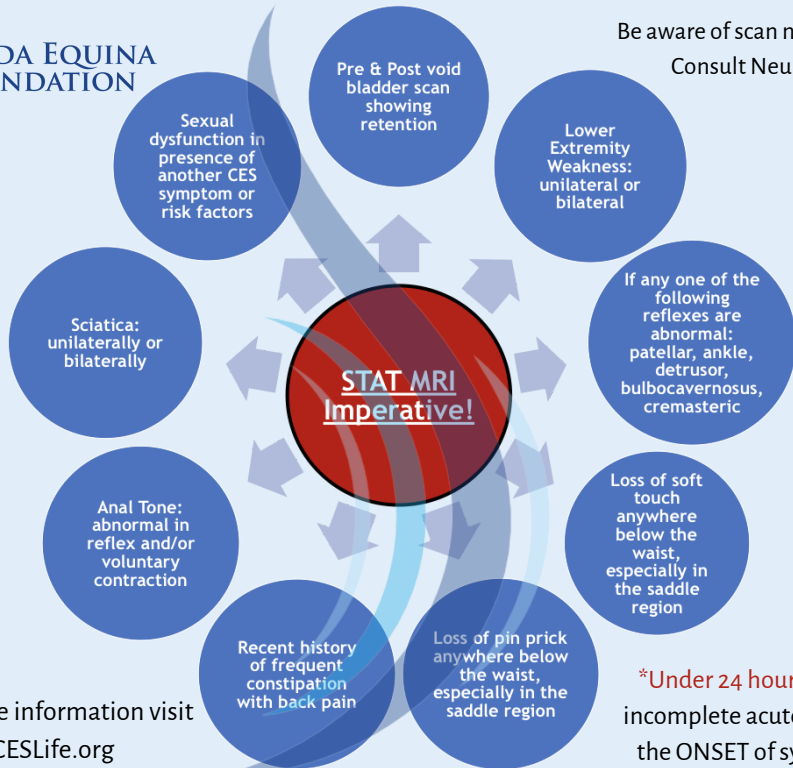 DA EQUINA
NDATION
Be aware of scan
Consult
Pre & Post void
bladder scan
showing
retention
Lower
Extremity
Weakness:
unilateral or
bilateral
If any one of the
following
reflexes are
abnormal:
patellar, ankle,
detrusor,
bulbocavernosus,
cremasteric
Loss of soft
touch
anywhere
below the
waist,
especially in
the saddle
region
Loss of pin prick
anywhere below
the waist,
especially in the
saddle region
Recent history
of frequent
constipation
with back pain
Anal Tone:
abnormal in
reflex and/or
voluntary
contraction
Sciatica:
unilaterally or
bilaterally
Sexual
dysfunction in
presence of
another CES
symptom or
risk factors
STAT MRI
Imperative!
e information visit
CESLife.org
*Under 24 hour
incomplete acute
the ONSET of sy